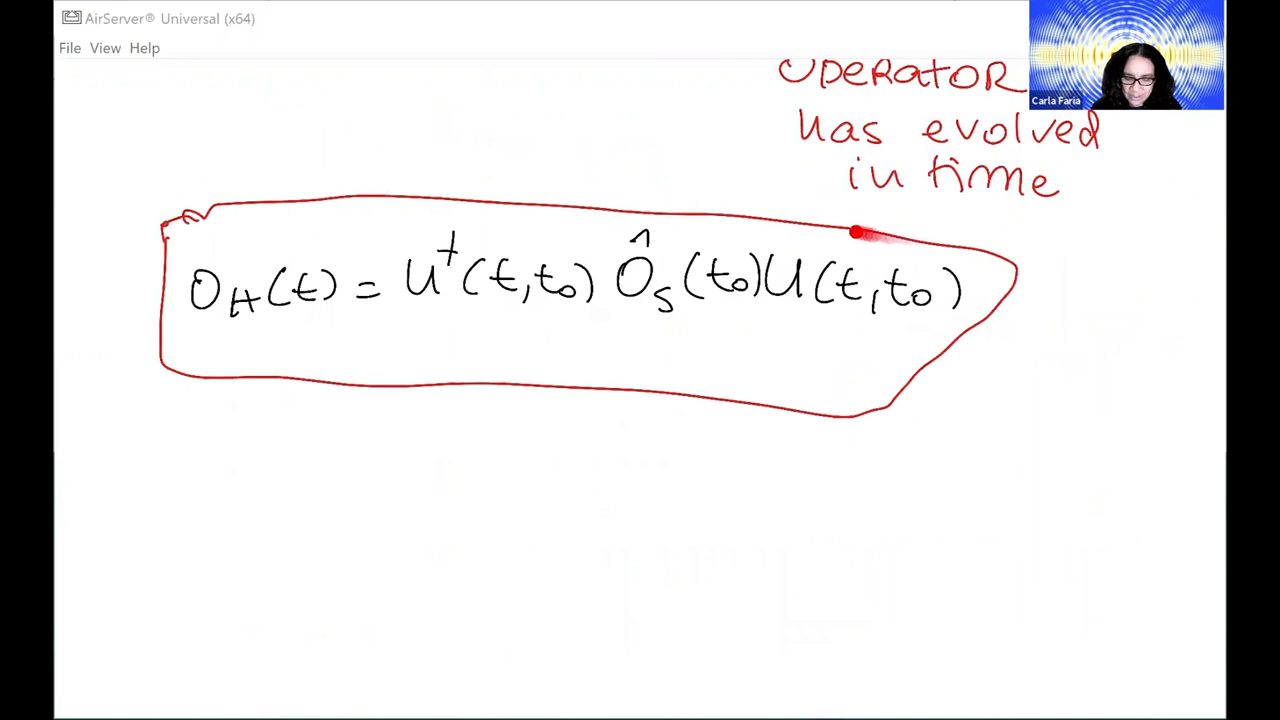 AirServer® Universal (x64)
File View Help
Carla Faria
OPERATOR
has evolved
in time
O_H(t) = U†(t,t₀) Ô_S(t₀)U(t,t₀)